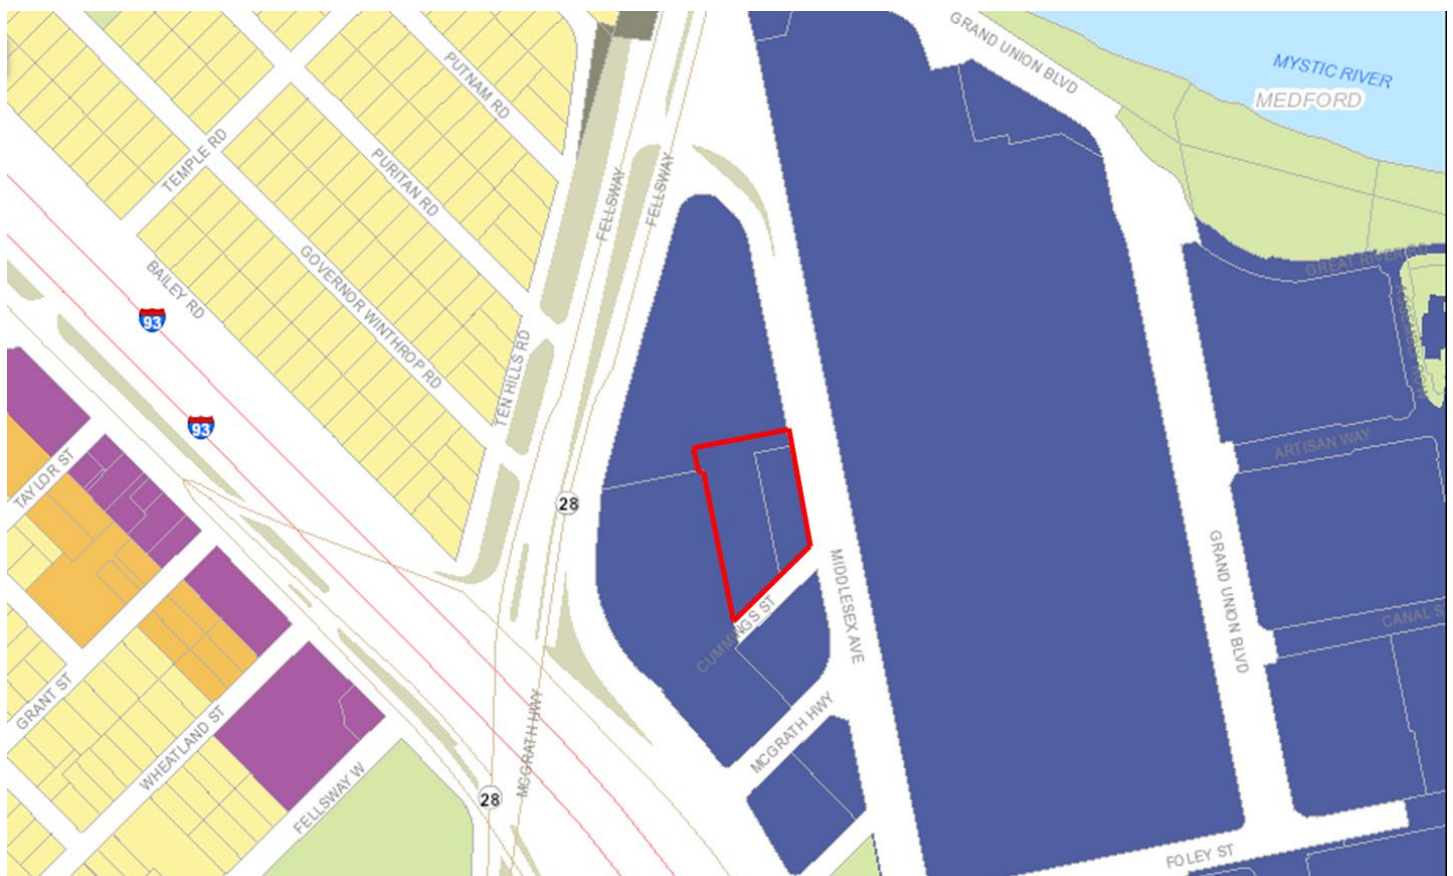 GRAND UNION BLVD
MYSTIC RIVER
MEDFORD
PUTNAM RD
TEMPLE RD
PURITAN RD
FELLSWAY
FELLSWAY
BAILEY RD
GOVERNOR WINTHROP RD
93
TEN HILLS RD
93
TAYLOR ST
28
ARTISAN WAY
GRAND UNION BLVD
MIDDLESEX AVE
CUMMINGS ST
CANAL S
GRANT ST
WHEATLAND ST
MCGRATH HWY
MCGRATH HWY
FELLSWAY W
28
FOLEY ST